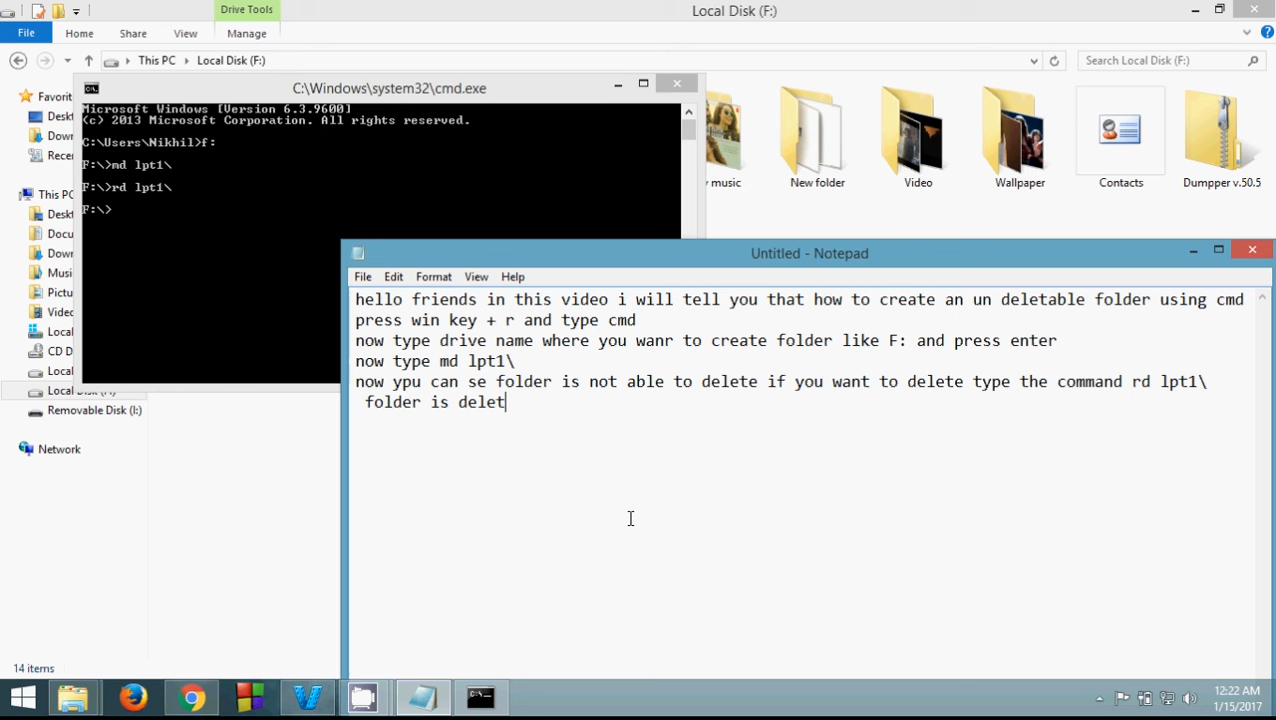 Drive Tools
Local Disk (F:)
File
Home
Share
View
Manage
This PC
Local Disk (F:)
Search Local Disk (F:)
C:\Windows\system32\cmd.exe
Microsoft Windows [Version 6.3.9600]
(c) 2013 Microsoft Corporation. All rights reserved.
C:\Users\Nikhil>f:
F:\>md lpt1\
F:\>rd lpt1\
F:\>
This PC
Music
Local
CD D
Local
Removable Disk (I:)
Network
music
New folder
Video
Wallpaper
Contacts
Dumpper v.50.5
Untitled - Notepad
File Edit Format View Help
hello friends in this video i will tell you that how to create an un deletable folder using cmd
press win key + r and type cmd
now type drive name where you wanr to create folder like F: and press enter
now type md lpt1\
now ypu can se folder is not able to delete if you want to delete type the command rd lpt1\
folder is delet
14 items
12:22 AM
1/15/2017